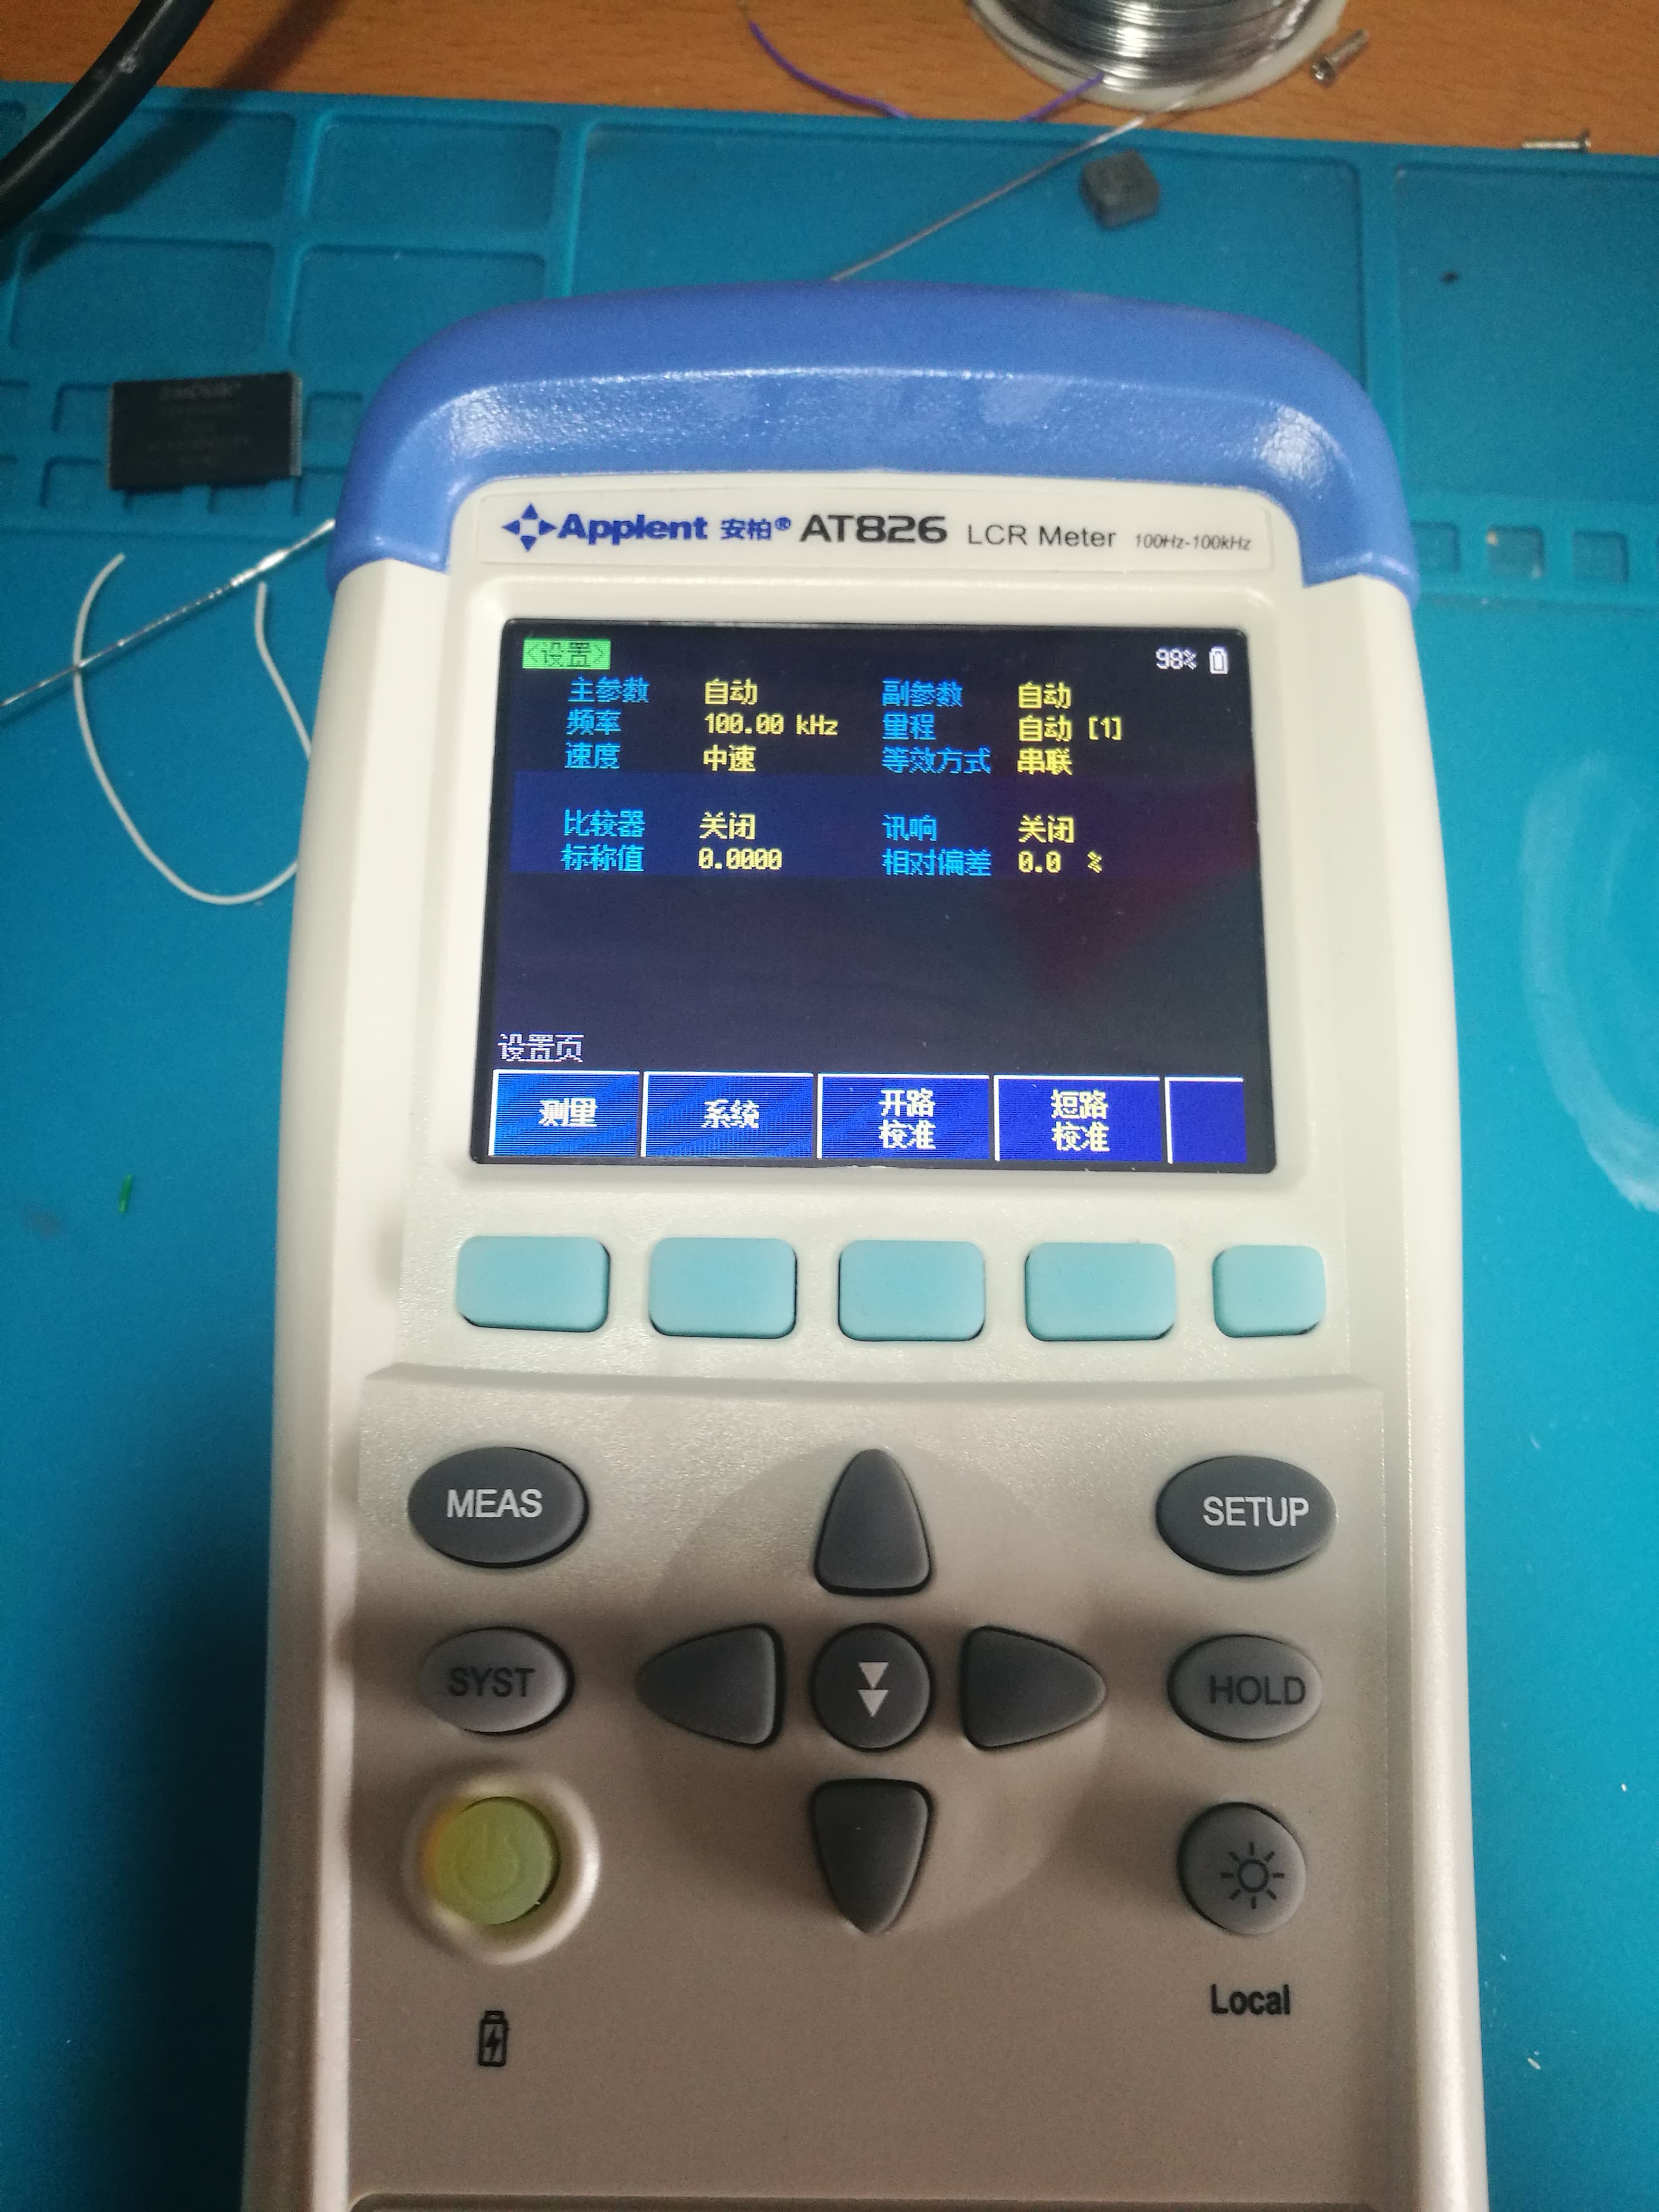 Applent 安柏® AT826 LCR Meter 100Hz-100kHz
<设置> 98%
主参数 自动 副参数 自动
频率 100.00 kHz 量程 自动 [1]
速度 中速 等效方式 串联
比较器 关闭 讯响 关闭
标称值 0.0000 相对偏差 0.0 %
设置页
测量 系统 开路 短路
校准 校准
MEAS SETUP
SYST HOLD
Local